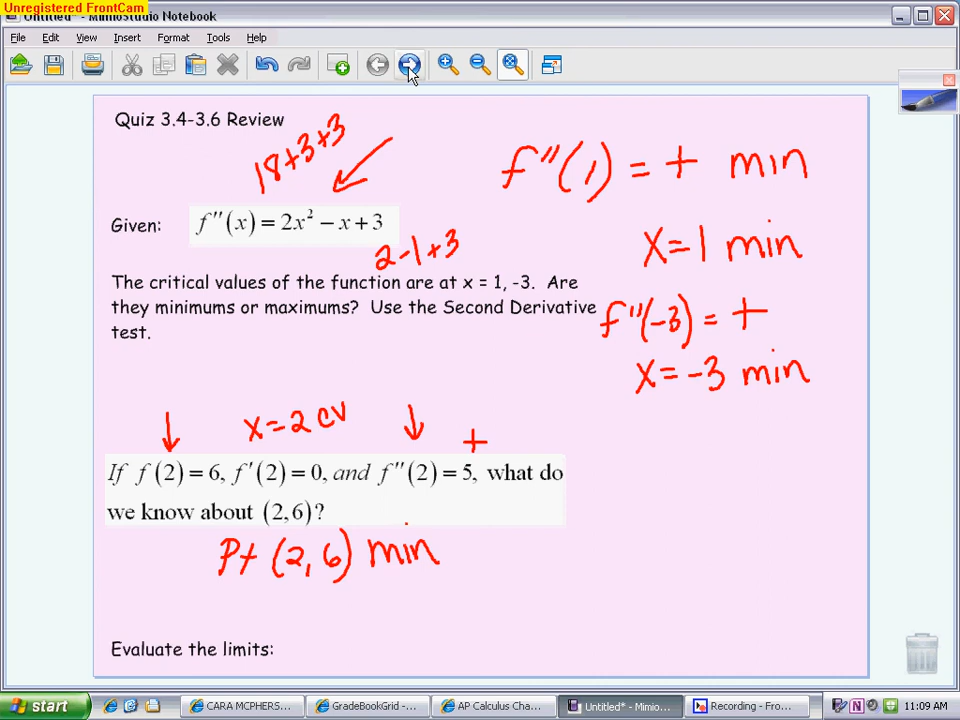 Unregistered FrontCam
Untitled* - MimioStudio Notebook
File Edit View Insert Format Tools Help
Quiz 3.4-3.6 Review
18+3+3
f''(1) = + min
Given: f''(x) = 2x² − x + 3
2-1+3
x=1 min
The critical values of the function are at x = 1, -3. Are
they minimums or maximums? Use the Second Derivative
test.
f''(-3) = +
x=-3 min
x=2 cv
+
If f(2) = 6, f'(2) = 0, and f''(2) = 5, what do
we know about (2,6)?
Pt (2,6) min
Evaluate the limits:
start
CARA MCPHERS...
GradeBookGrid -...
AP Calculus Cha...
Untitled* - Mimio...
Recording - Fro...
11:09 AM